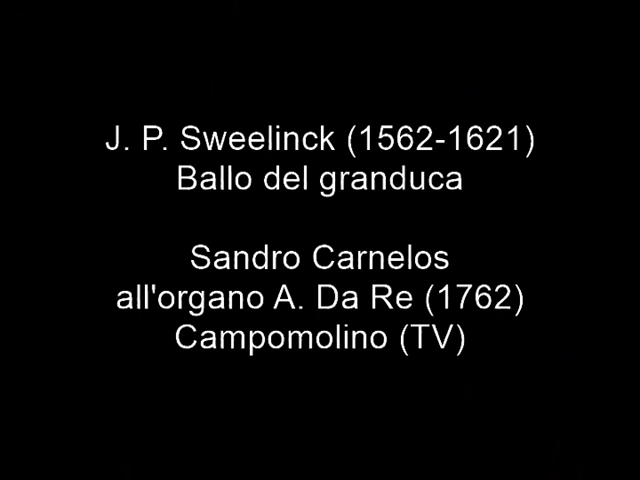 J. P. Sweelinck (1562-1621)
Ballo del granduca
Sandro Carnelos
all'organo A. Da Re (1762)
Campomolino (TV)